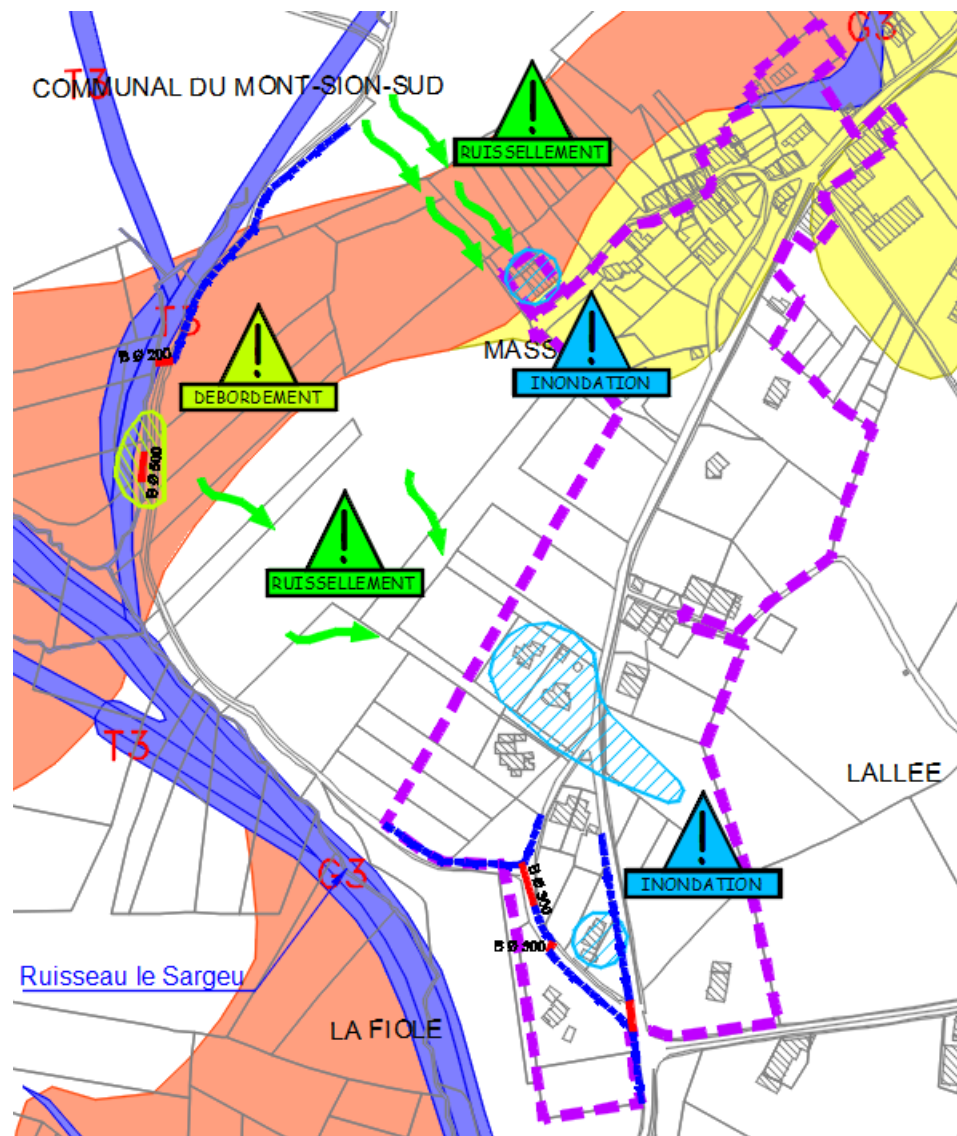 G3
T3
COMMUNAL DU MONT-SION-SUD
RUISSELLEMENT
T3
B Ø 200
MASS
INONDATION
DEBORDEMENT
B Ø 500
RUISSELLEMENT
T3
LALLEE
G3
B Ø 300
INONDATION
B Ø 300
Ruisseau le Sargeu
LA FIOLE